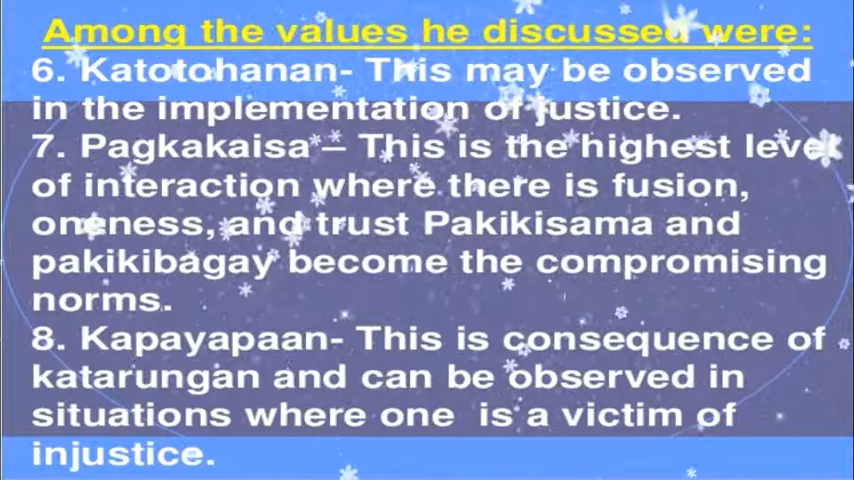 Among the values he discussed were:
6. Katotohanan- This may be observed
in the implementation of justice.
7. Pagkakaisa – This is the highest level
of interaction where there is fusion,
oneness, and trust Pakikisama and
pakikibagay become the compromising
norms.
8. Kapayapaan- This is consequence of
katarungan and can be observed in
situations where one is a victim of
injustice.